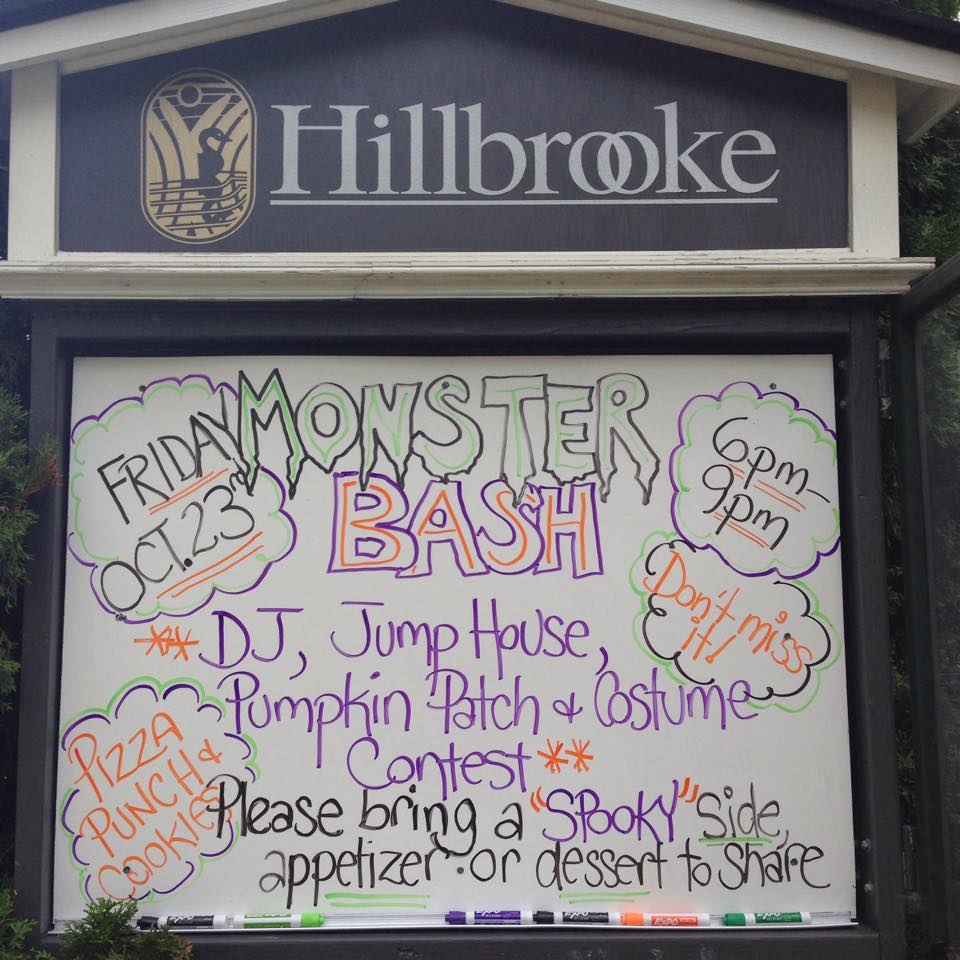 Hillbrooke
FRIDAY
OCT. 23rd
MONSTER
BASH
6pm-
9pm
Don't miss
it!
** DJ, Jump House,
Pumpkin Patch & Costume
Contest **
PIZZA
PUNCH &
COOKIES
Please bring a "SPOOKY" side,
appetizer or dessert to share
EXPO
EXPO
EXPO
EXPO
EXPO